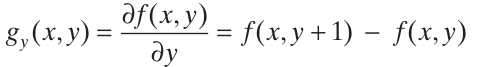 g_y(x, y) = ∂f(x, y)/∂y = f(x, y + 1) − f(x, y)